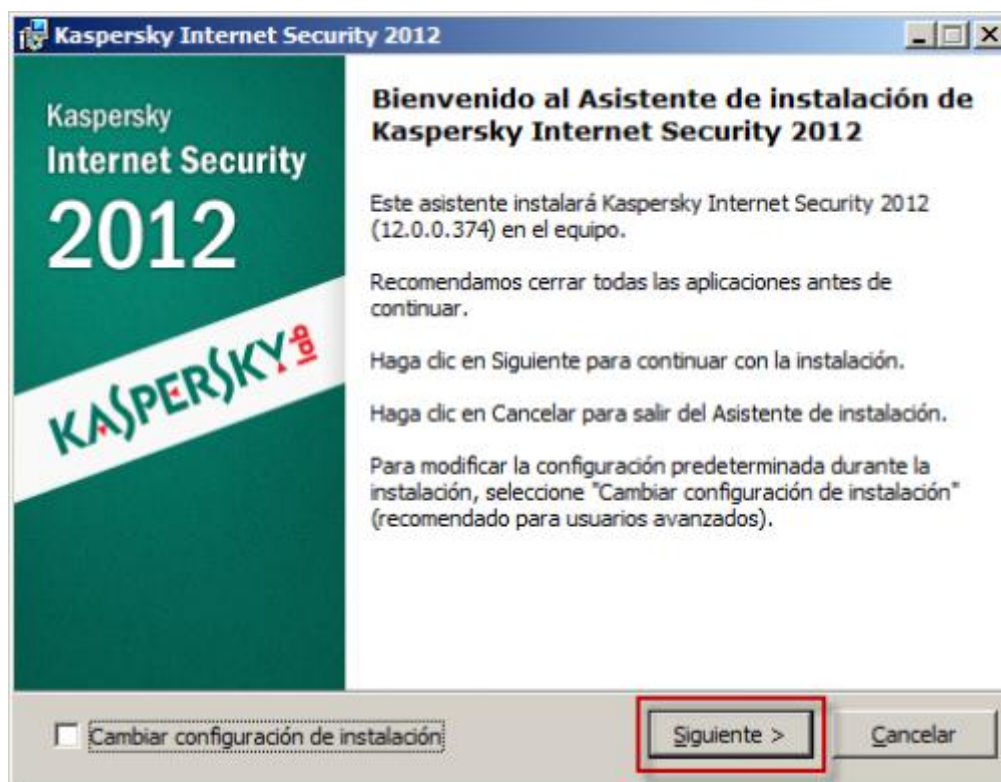 Kaspersky Internet Security 2012
Kaspersky
Internet Security
2012
KASPERSKY lab
Bienvenido al Asistente de instalación de
Kaspersky Internet Security 2012
Este asistente instalará Kaspersky Internet Security 2012
(12.0.0.374) en el equipo.
Recomendamos cerrar todas las aplicaciones antes de
continuar.
Haga clic en Siguiente para continuar con la instalación.
Haga clic en Cancelar para salir del Asistente de instalación.
Para modificar la configuración predeterminada durante la
instalación, seleccione "Cambiar configuración de instalación"
(recomendado para usuarios avanzados).
Cambiar configuración de instalación
Siguiente >
Cancelar